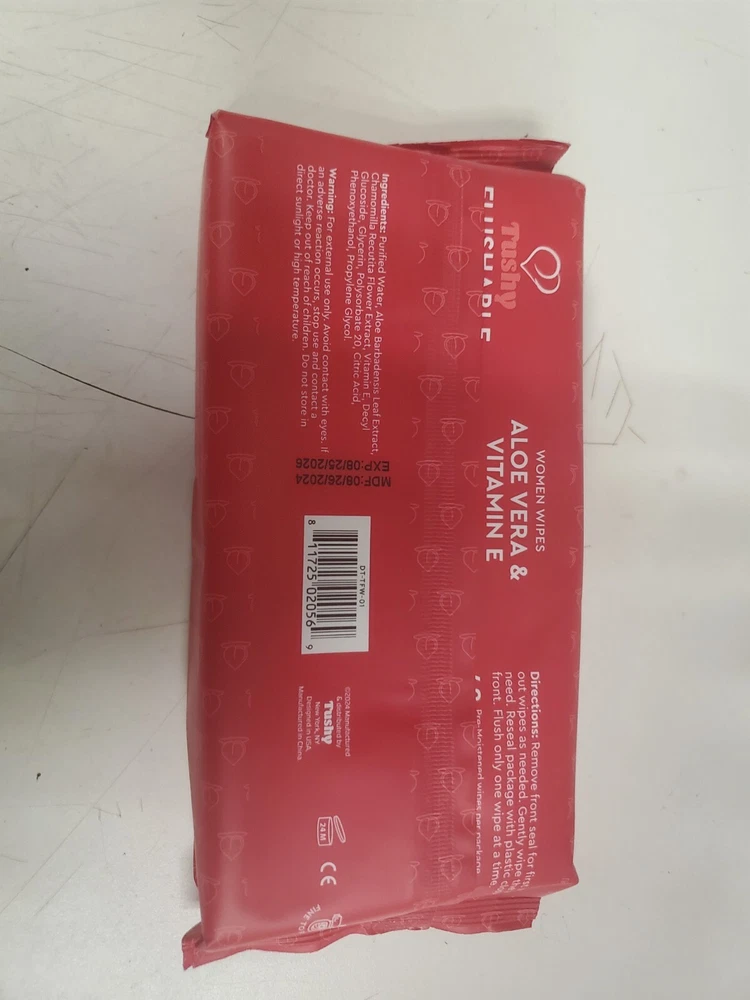 Tushy
FLUSHABLE
WOMEN WIPES
ALOE VERA &
VITAMIN E
Directions: Remove front seal for
out wipes as needed. Gently wipe
need. Reseal package with plastic
front. Flush only one wipe at a time
Pre-Moistened wipes per package
Ingredients: Purified Water, Aloe Barbadensis Leaf Extract,
Chamomilla Recutita Flower Extract, Vitamin E, Decyl
Glucoside, Glycerin, Polysorbate 20, Citric Acid,
Phenoxyethanol, Propylene Glycol.
Warning: For external use only. Avoid contact with eyes. If
an adverse reaction occurs, stop use and contact a
doctor. Keep out of reach of children. Do not store in
direct sunlight or high temperature.
MDF:08/26/2024
EXP:08/25/2026
DT-TFW-01
8 11725 02056 9
©2024 Manufactured
& distributed by
Tushy
New York, NY
Designed in USA
Manufactured in China
24 M
CE
FINE TO